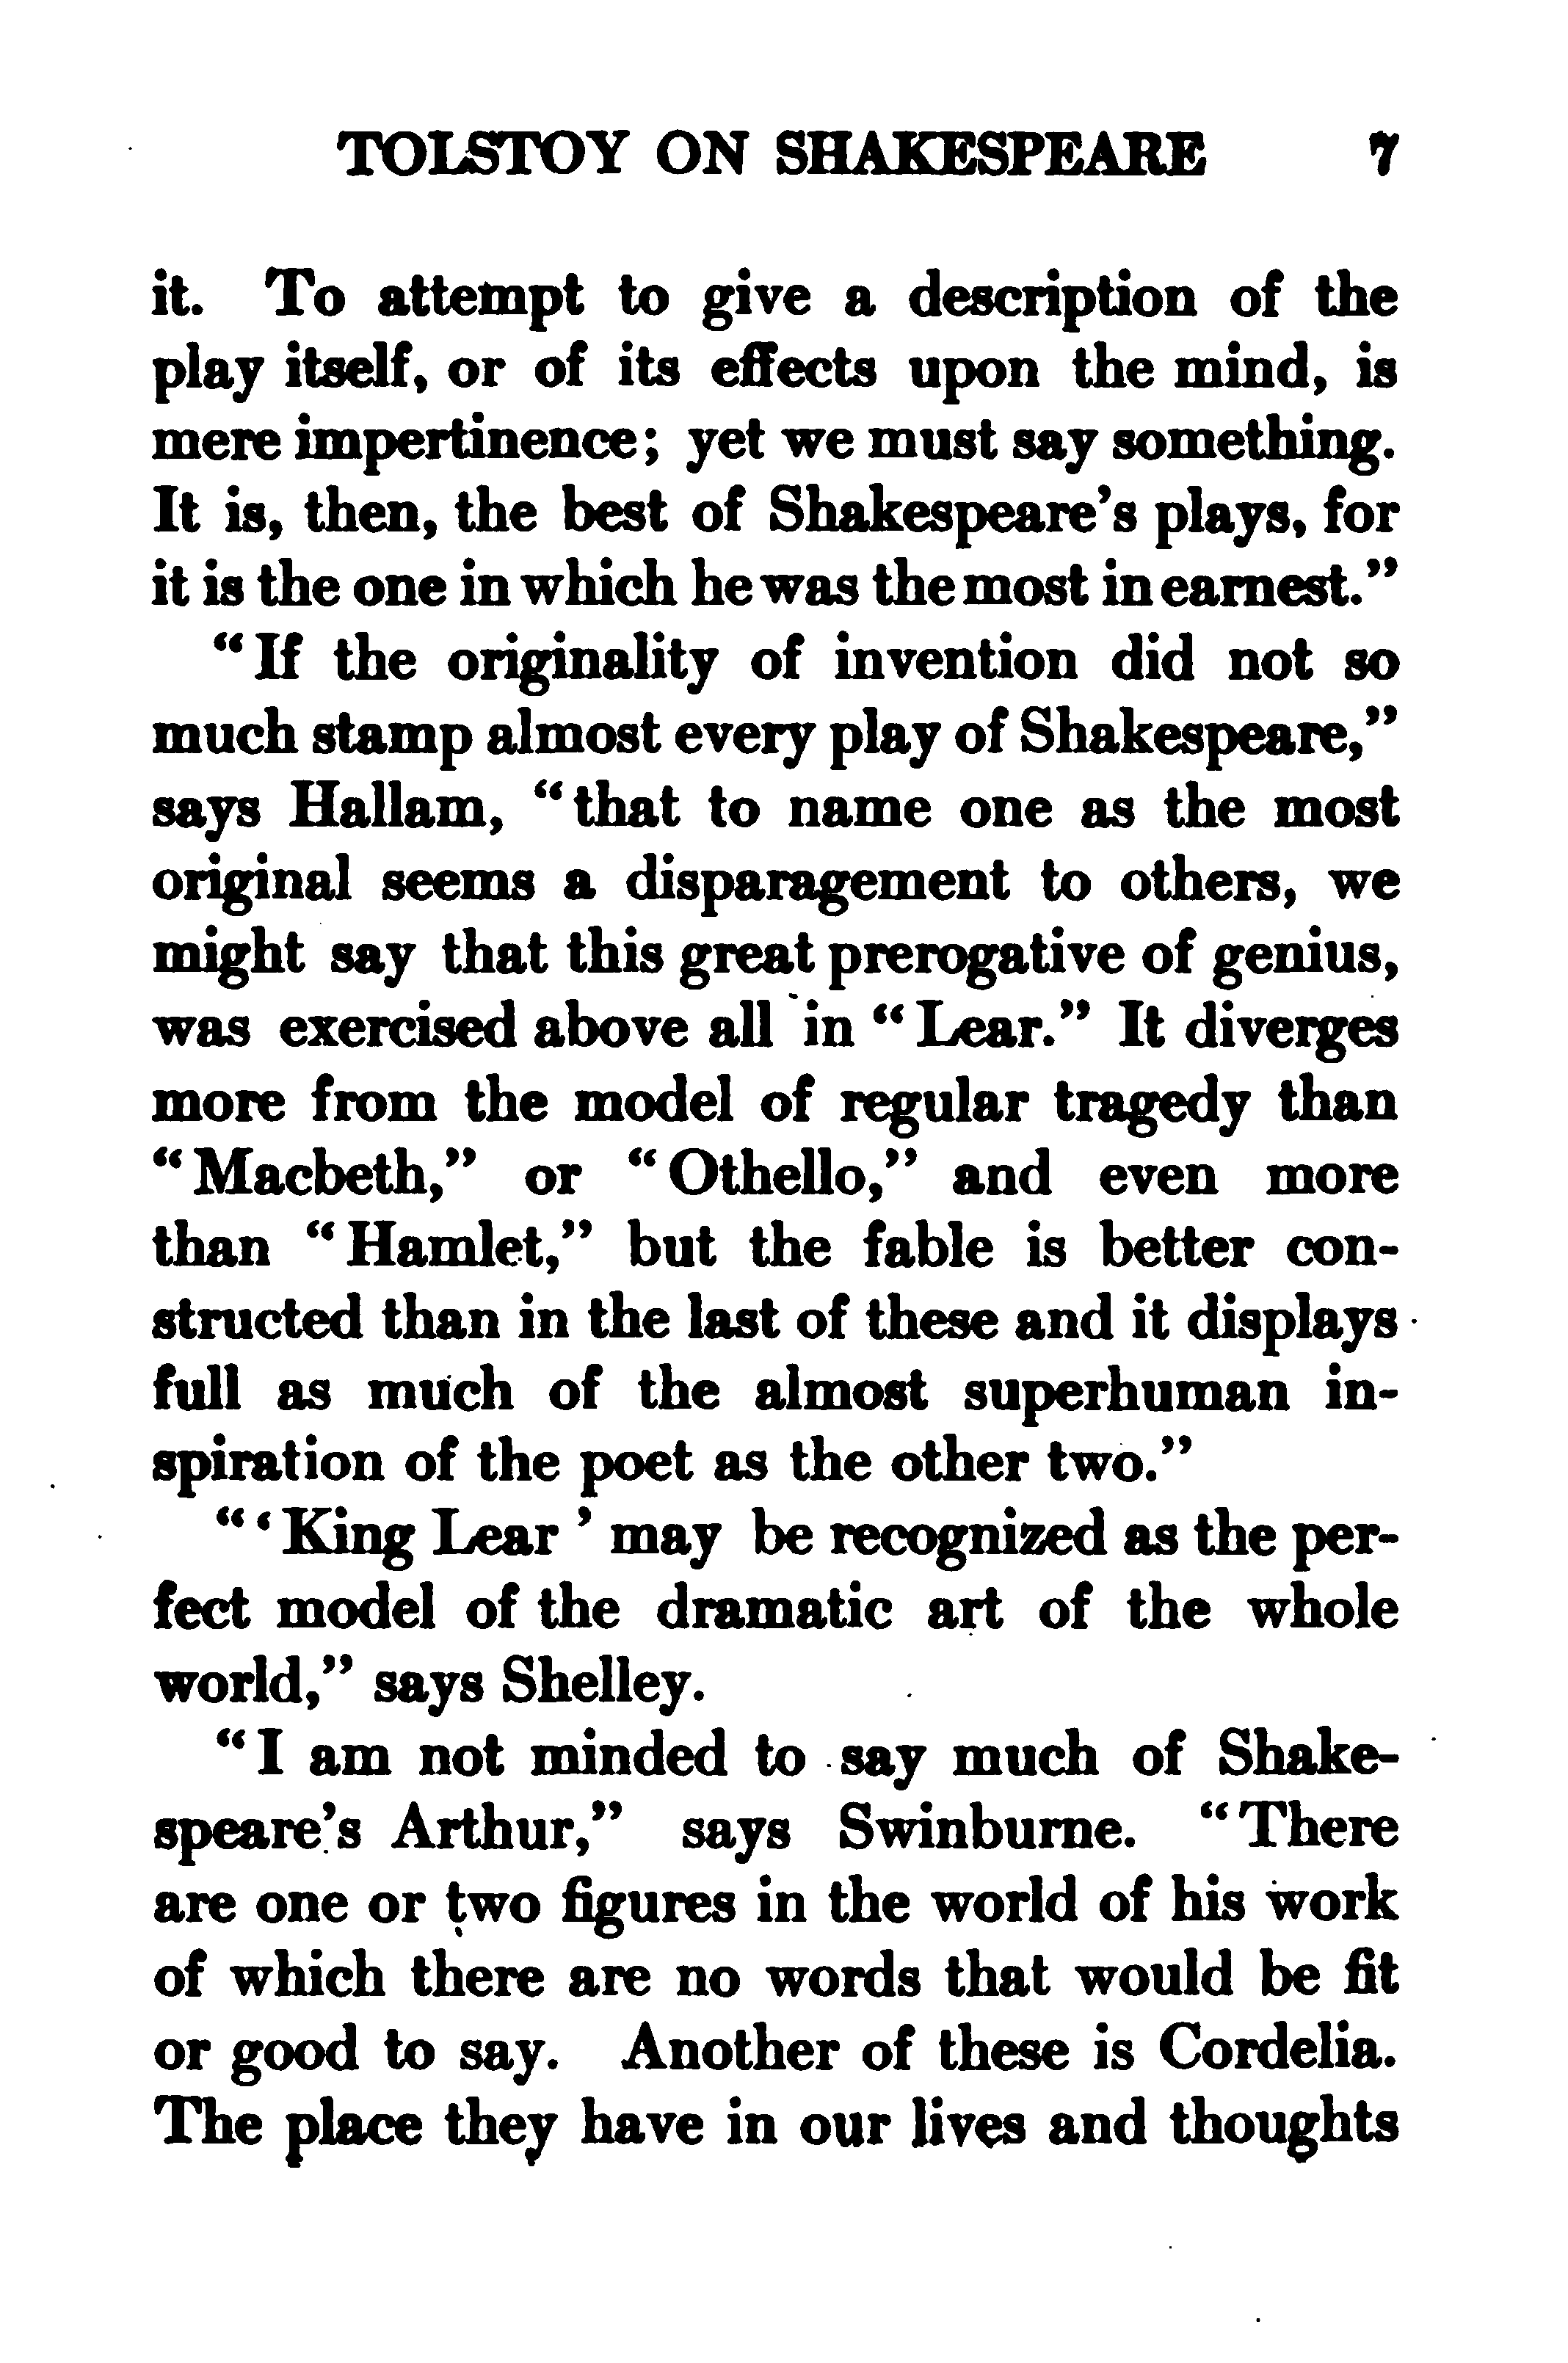 TOLSTOY ON SHAKESPEARE 7
it. To attempt to give a description of the
play itself, or of its effects upon the mind, is
mere impertinence; yet we must say something.
It is, then, the best of Shakespeare's plays, for
it is the one in which he was the most in earnest."
"If the originality of invention did not so
much stamp almost every play of Shakespeare,"
says Hallam, "that to name one as the most
original seems a disparagement to others, we
might say that this great prerogative of genius,
was exercised above all in "Lear." It diverges
more from the model of regular tragedy than
"Macbeth," or "Othello," and even more
than "Hamlet," but the fable is better con-
structed than in the last of these and it displays
full as much of the almost superhuman in-
spiration of the poet as the other two."
"'King Lear' may be recognized as the per-
fect model of the dramatic art of the whole
world," says Shelley.
"I am not minded to say much of Shake-
speare's Arthur," says Swinburne. "There
are one or two figures in the world of his work
of which there are no words that would be fit
or good to say. Another of these is Cordelia.
The place they have in our lives and thoughts